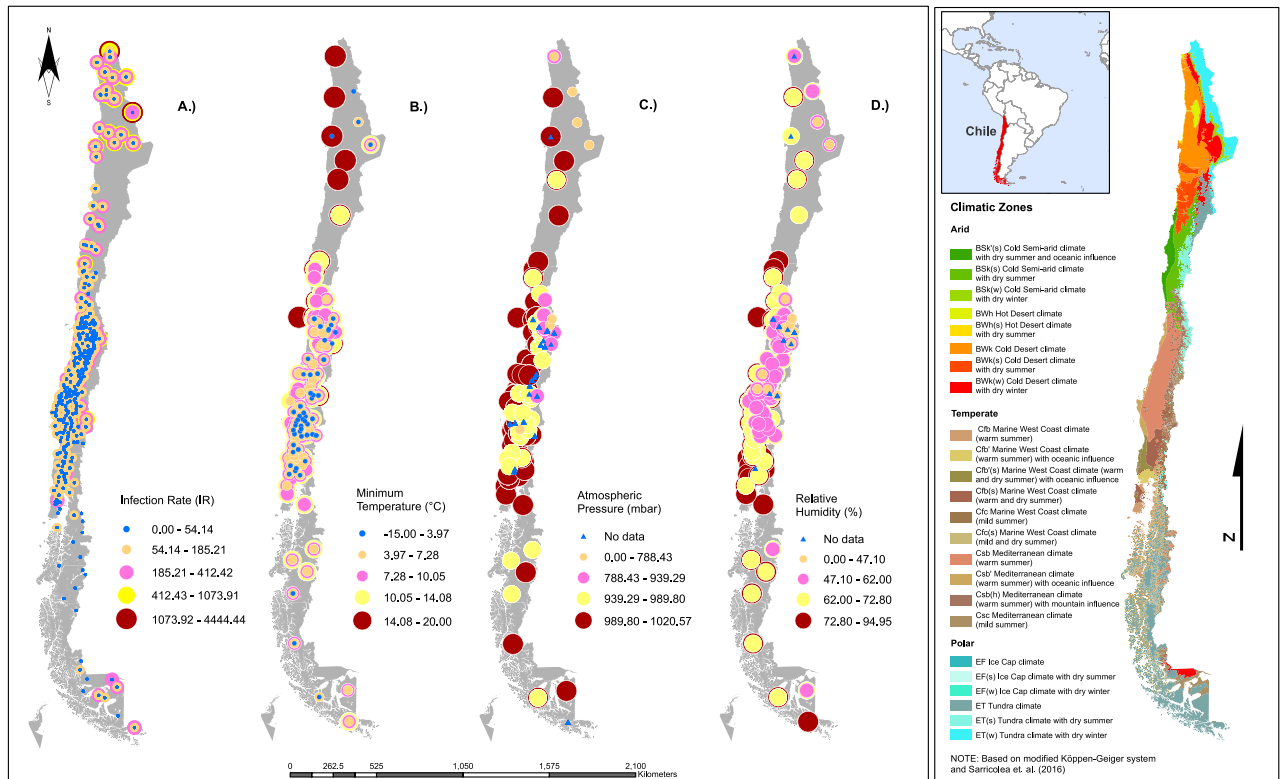 N
S
A.)
B.)
C.)
D.)
Infection Rate (IR)
0.00 - 54.14
54.14 - 185.21
185.21 - 412.42
412.43 - 1073.91
1073.92 - 4444.44
Minimum
Temperature (°C)
-15.00 - 3.97
3.97 - 7.28
7.28 - 10.05
10.05 - 14.08
14.08 - 20.00
Atmospheric
Pressure (mbar)
No data
0.00 - 788.43
788.43 - 939.29
939.29 - 989.80
989.80 - 1020.57
Relative
Humidity (%)
No data
0.00 - 47.10
47.10 - 62.00
62.00 - 72.80
72.80 - 94.95
0 262.5 525 1,050 1,575 2,100
Kilometers
Chile
Climatic Zones
Arid
BSk'(s) Cold Semi-arid climate
with dry summer and oceanic influence
BSk(s) Cold Semi-arid climate
with dry summer
BSk(w) Cold Semi-arid climate
with dry winter
BWh Hot Desert climate
BWh(s) Hot Desert climate
with dry summer
BWk Cold Desert climate
BWk(s) Cold Desert climate
with dry summer
BWk(w) Cold Desert climate
with dry winter
Temperate
Cfb Marine West Coast climate
(warm summer)
Cfb' Marine West Coast climate
(warm summer) with oceanic influence
Cfb'(s) Marine West Coast climate (warm
and dry summer) with oceanic influence
Cfb(s) Marine West Coast climate
(warm and dry summer)
Cfc Marine West Coast climate
(mild summer)
Cfc(s) Marine West Coast climate
(mild and dry summer)
Csb Mediterranean climate
(warm summer)
Csb' Mediterranean climate
(warm summer) with oceanic influence
Csb(h) Mediterranean climate
(warm summer) with mountain influence
Csc Mediterranean climate
(mild summer)
Polar
EF Ice Cap climate
EF(s) Ice Cap climate with dry summer
EF(w) Ice Cap climate with dry winter
ET Tundra climate
ET(s) Tundra climate with dry summer
ET(w) Tundra climate with dry winter
N
NOTE: Based on modified Köppen-Geiger system
and Sarricolea et. al. (2016)